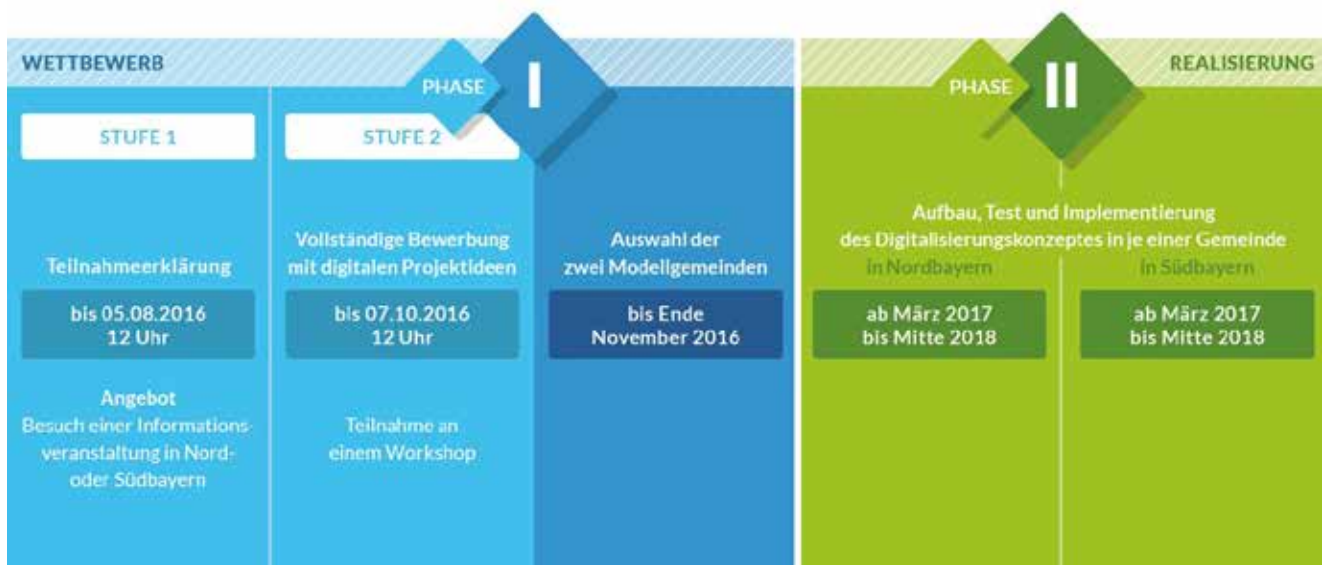 WETTBEWERB
PHASE
I
STUFE 1
Teilnahmeerklärung
bis 05.08.2016
12 Uhr
Angebot
Besuch einer Informations-
veranstaltung in Nord-
oder Südbayern
STUFE 2
Vollständige Bewerbung
mit digitalen Projektideen
bis 07.10.2016
12 Uhr
Teilnahme an
einem Workshop
Auswahl der
zwei Modellgemeinden
bis Ende
November 2016
PHASE
II
REALISIERUNG
Aufbau, Test und Implementierung
des Digitalisierungskonzeptes in je einer Gemeinde
in Nordbayern
ab März 2017
bis Mitte 2018
in Südbayern
ab März 2017
bis Mitte 2018